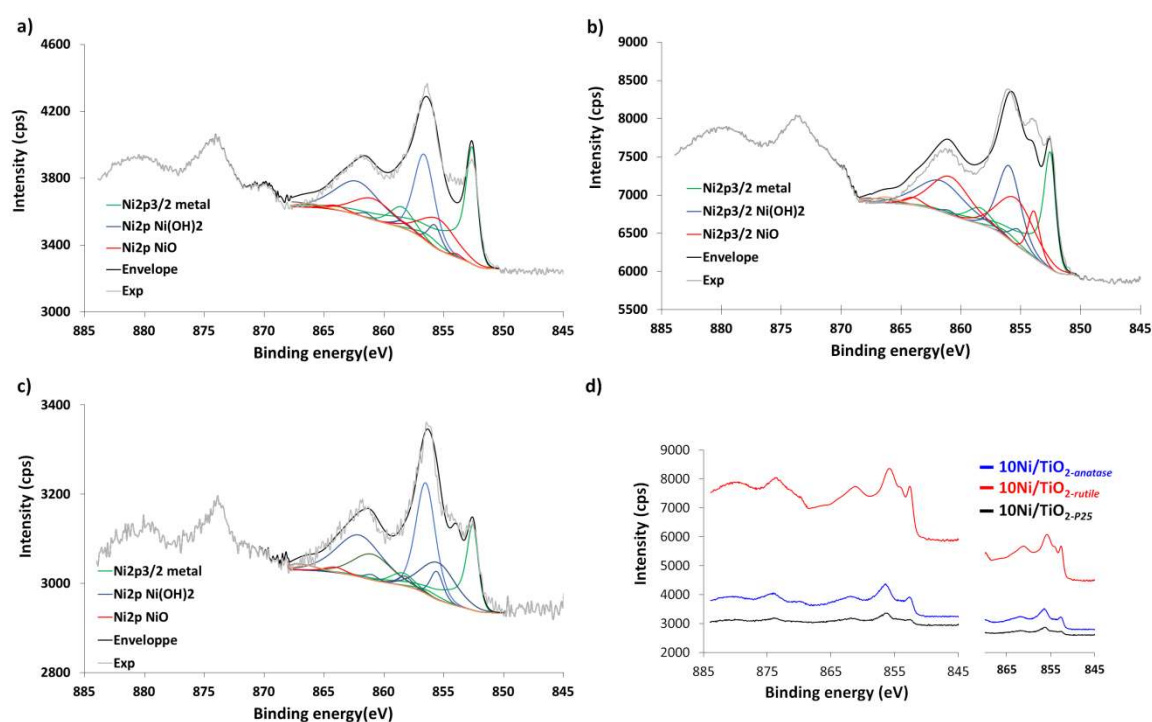 a)
4600
4200
3800
3400
3000
Intensity (cps)
Ni2p3/2 metal
Ni2p Ni(OH)2
Ni2p NiO
Envelope
Exp
885 880 875 870 865 860 855 850 845
Binding energy(eV)
b)
9000
8500
8000
7500
7000
6500
6000
5500
Intensity (cps)
Ni2p3/2 metal
Ni2p3/2 Ni(OH)2
Ni2p3/2 NiO
Envelope
Exp
885 880 875 870 865 860 855 850 845
Binding energy(eV)
c)
3400
3200
3000
2800
Intensity (cps)
Ni2p3/2 metal
Ni2p Ni(OH)2
Ni2p NiO
Enveloppe
Exp
885 880 875 870 865 860 855 850 845
Binding energy(eV)
d)
9000
8000
7000
6000
5000
4000
3000
2000
Intensity (cps)
10Ni/TiO2-anatase
10Ni/TiO2-rutile
10Ni/TiO2-P25
885 875 865 855 845 865 855 845
Binding energy (eV)